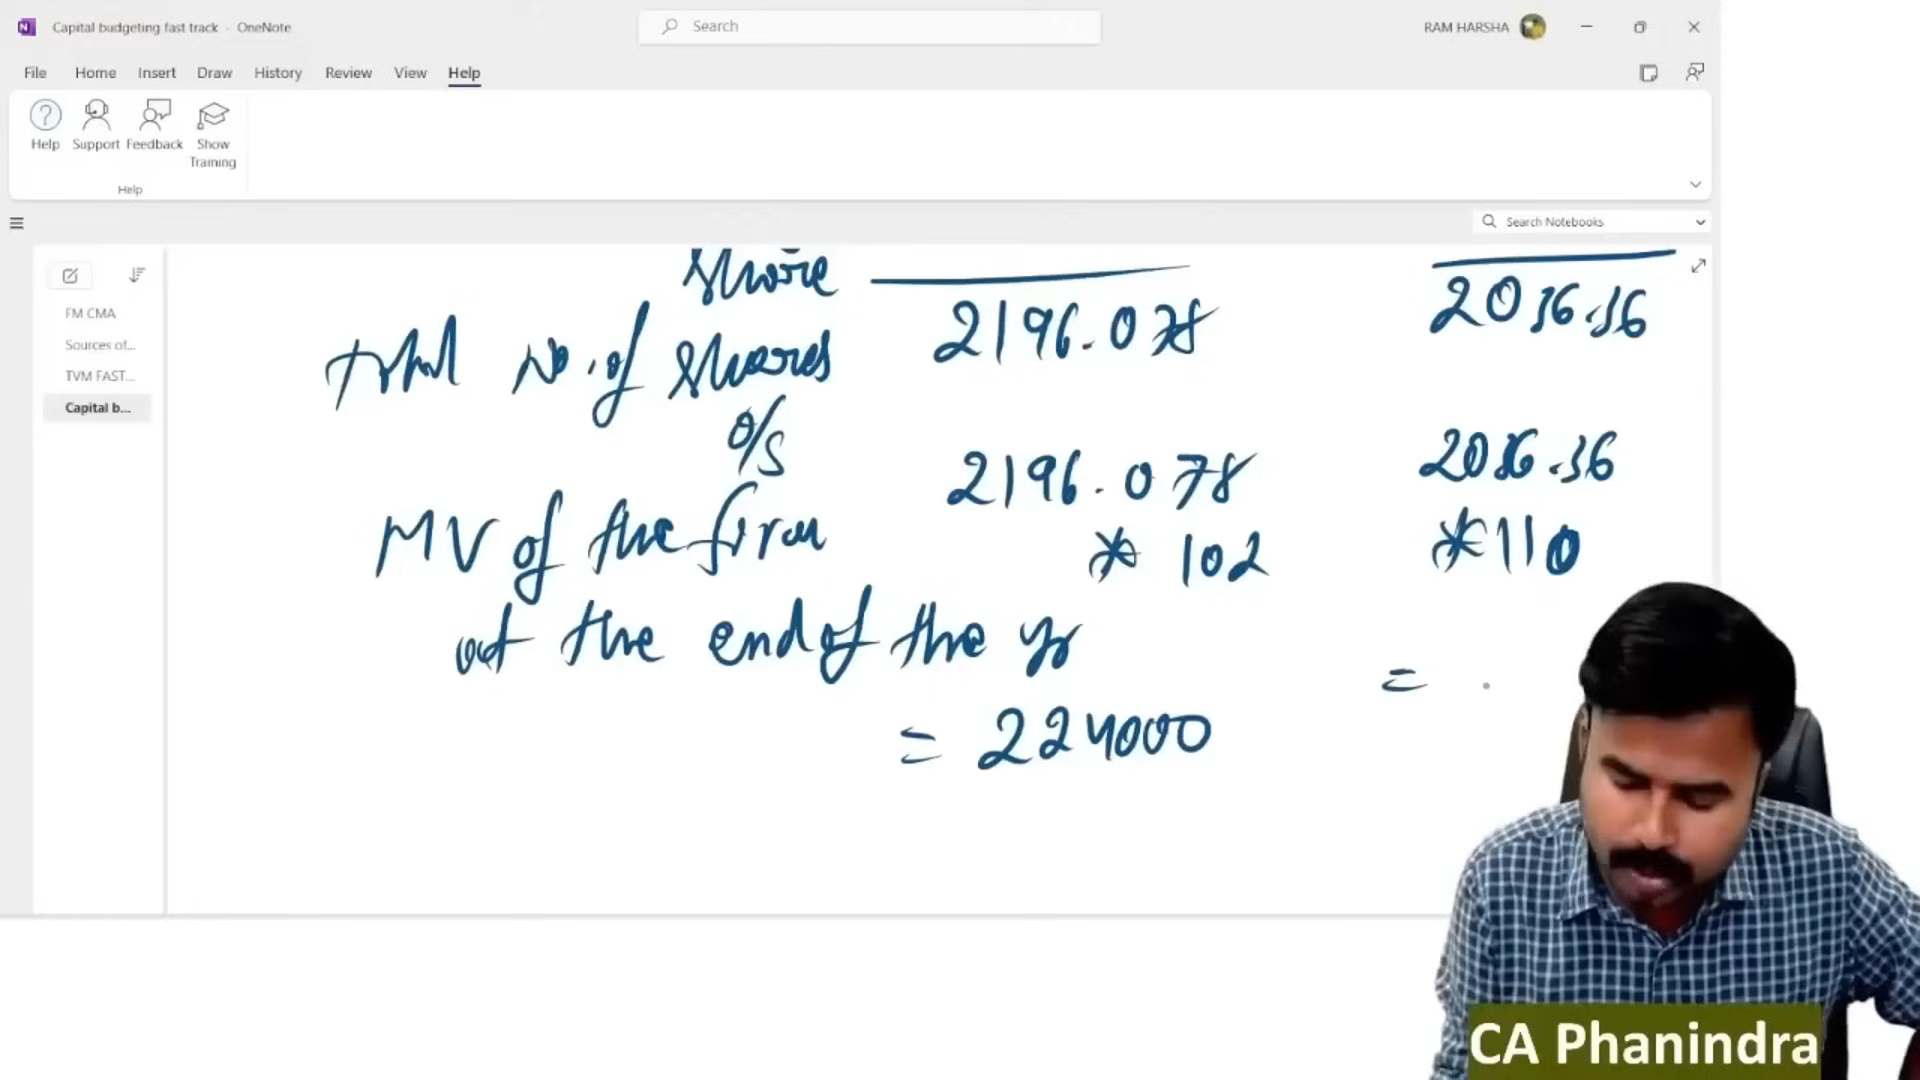 Capital budgeting fast track - OneNote
Search
RAM HARSHA
File Home Insert Draw History Review View Help
Help Support Feedback Show Training
Help
Search Notebooks
FM CMA
Sources of...
TVM FAST...
Capital b...
share
total No. of shares 2196.078 2036.36
o/s
MV of the firm 2196.078 2036.36
* 102 *110
at the end of the yr
=
= 224000
CA Phanindra